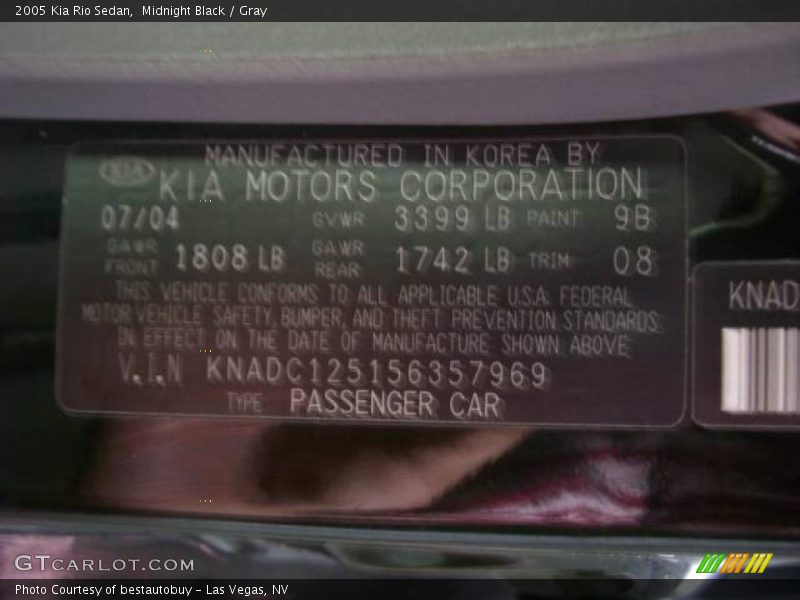 2005 Kia Rio Sedan,  Midnight Black / Gray
MANUFACTURED IN KOREA BY
KIA KIA MOTORS CORPORATION
07/04 GVWR 3399 LB PAINT 9B
GAWR FRONT 1808 LB GAWR REAR 1742 LB TRIM 08
THIS VEHICLE CONFORMS TO ALL APPLICABLE U.S.A. FEDERAL
MOTOR VEHICLE SAFETY, BUMPER, AND THEFT PREVENTION STANDARDS
IN EFFECT ON THE DATE OF MANUFACTURE SHOWN ABOVE
V.I.N KNADC125156357969
TYPE PASSENGER CAR
KNAD
GTCARLOT.COM
Photo Courtesy of bestautobuy – Las Vegas, NV